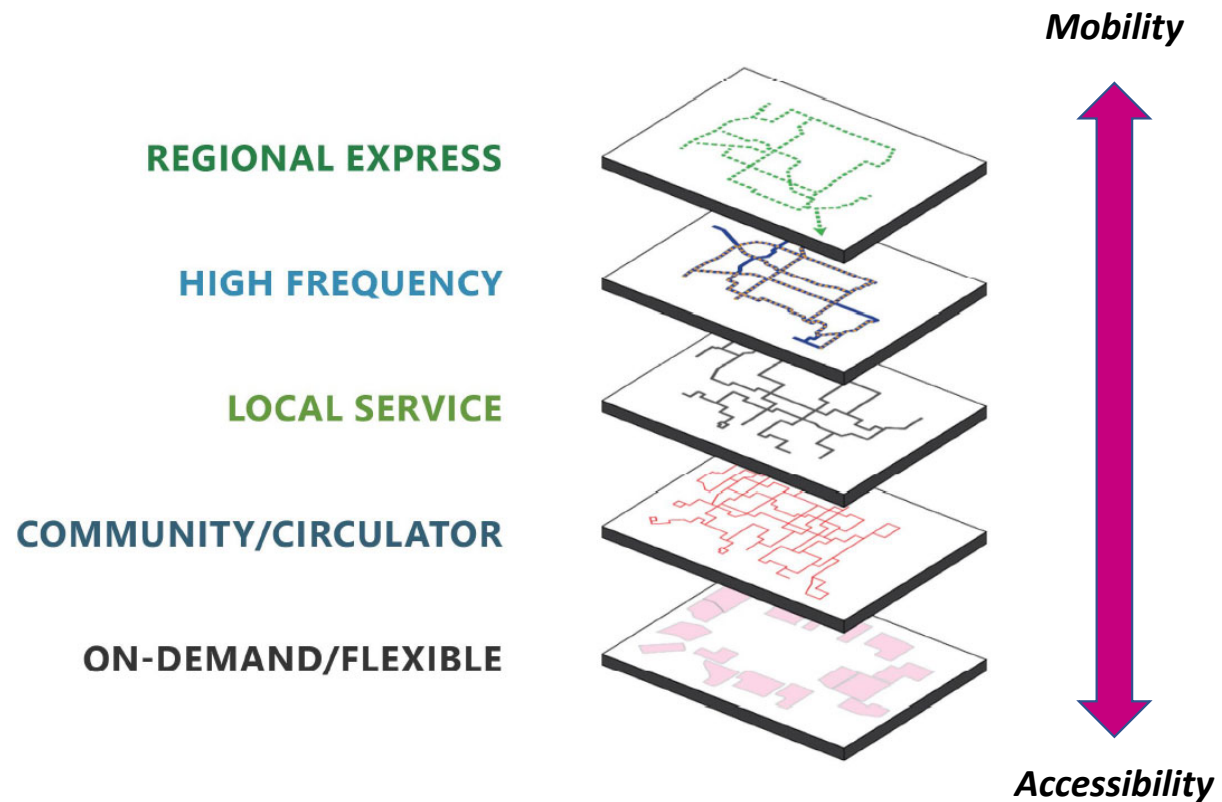 Mobility
REGIONAL EXPRESS
HIGH FREQUENCY
LOCAL SERVICE
COMMUNITY/CIRCULATOR
ON-DEMAND/FLEXIBLE
Accessibility